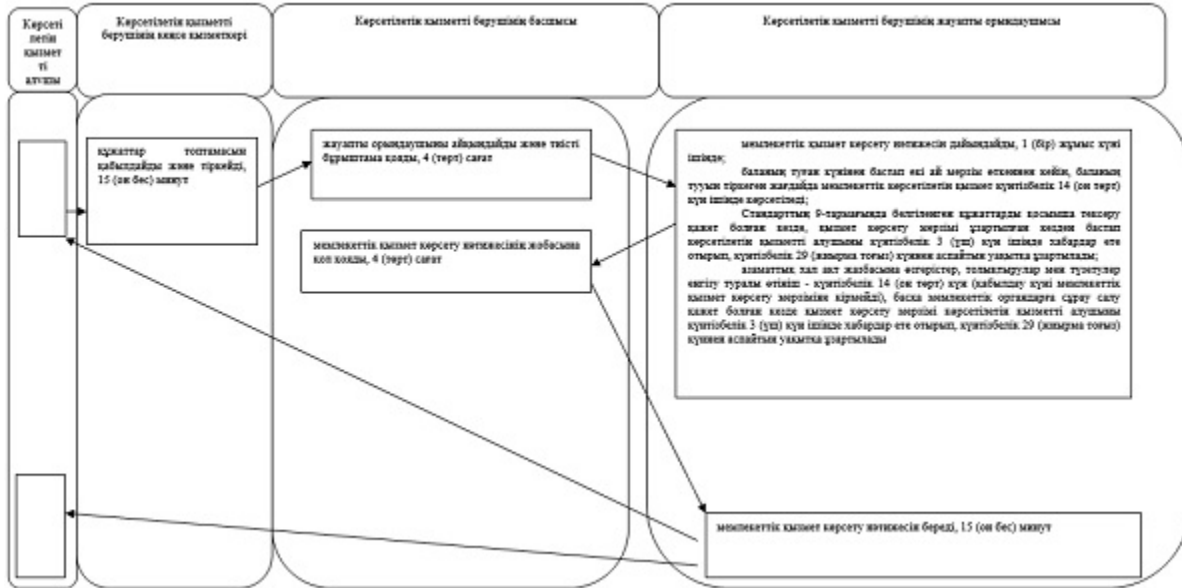 Көрсеті
летін
қызмет
ті
алушы
Көрсетілетін қызметті
берушінің кеңсе қызметкері
Көрсетілетін қызметті берушінің басшысы
Көрсетілетін қызметті берушінің жауапты орындаушысы
құжаттар топтамасын
қабылдайды және тіркейді,
15 (он бес) минут
жауапты орындаушыны айқындайды және тиісті
бұрыштама қояды, 4 (төрт) сағат
мемлекеттік қызмет көрсету нәтижесінің жобасына
қол қояды, 4 (төрт) сағат
мемлекеттік қызмет көрсету нәтижесін дайындайды, 1 (бір) жұмыс күні
ішінде;
баланың туған күнінен бастап екі ай мерзім өткеннен кейін, баланың
тууын тіркеген жағдайда мемлекеттік көрсетілетін қызмет күнтізбелік 14 (он төрт)
күн ішінде көрсетіледі;
Стандарттың 9-тармағында белгіленген құжаттарды қосымша тексеру
қажет болған кезде, қызмет көрсету мерзімі ұзартылған кезден бастап
көрсетілетін қызметті алушыны күнтізбелік 3 (үш) күн ішінде хабардар ете
отырып, күнтізбелік 29 (жиырма тоғыз) күннен аспайтын уақытқа ұзартылады;
азаматтық хал акт жазбасына өзгерістер, толықтырулар мен түзетулер
енгізу туралы өтініш - күнтізбелік 14 (он төрт) күн (қабылдау күні мемлекеттік
қызмет көрсету мерзіміне кірмейді), басқа мемлекеттік органдарға сұрау салу
қажет болған кезде қызмет көрсету мерзімі көрсетілетін қызметті алушыны
күнтізбелік 3 (үш) күн ішінде хабардар ете отырып, күнтізбелік 29 (жиырма тоғыз)
күннен аспайтын уақытқа ұзартылады
мемлекеттік қызмет көрсету нәтижесін береді, 15 (он бес) минут